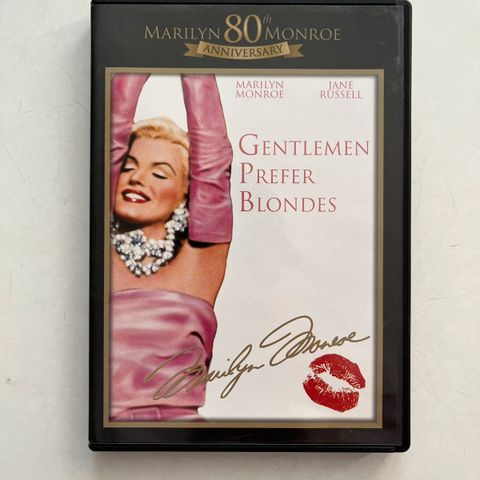 MARILYN 80th MONROE
ANNIVERSARY
MARILYN MONROE
JANE RUSSELL
GENTLEMEN
PREFER
BLONDES
Marilyn Monroe